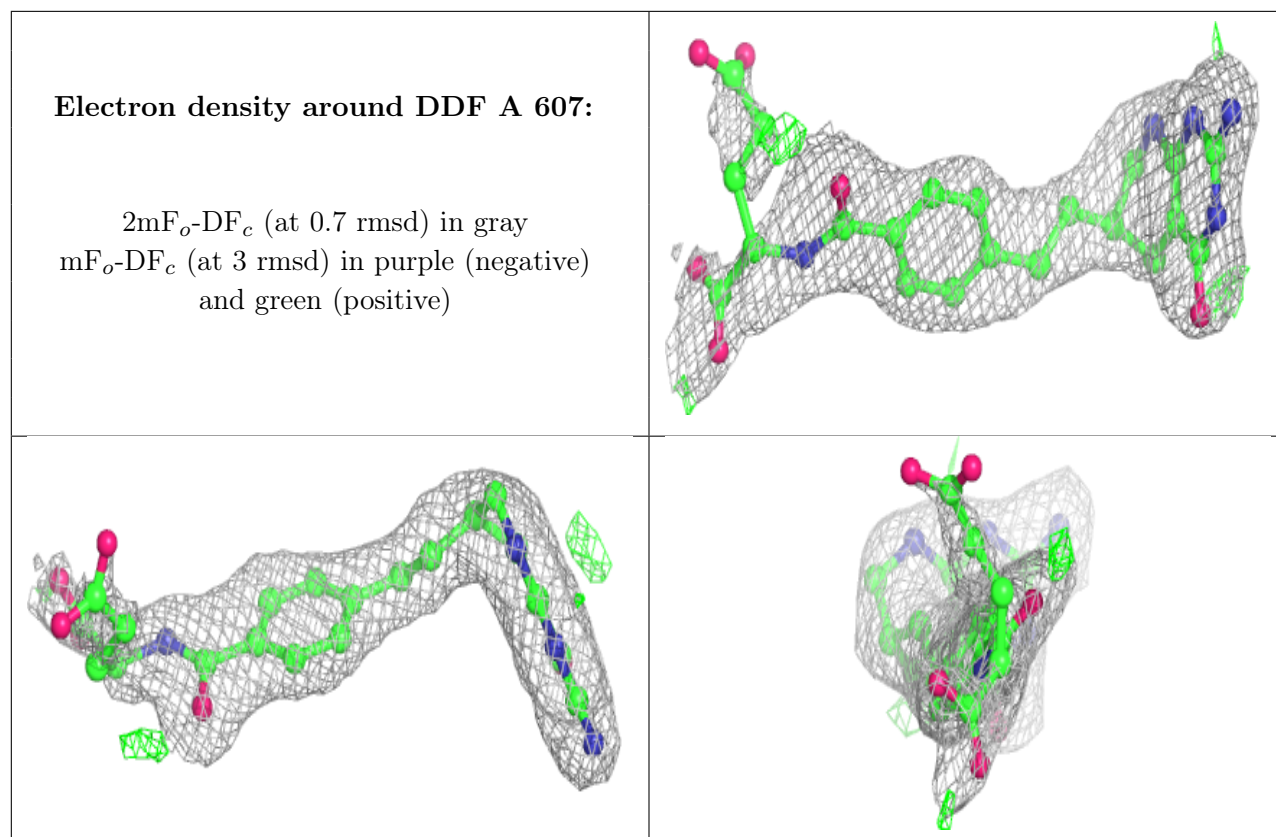 Electron density around DDF A 607:
2mFo-DFc (at 0.7 rmsd) in gray
mFo-DFc (at 3 rmsd) in purple (negative)
and green (positive)